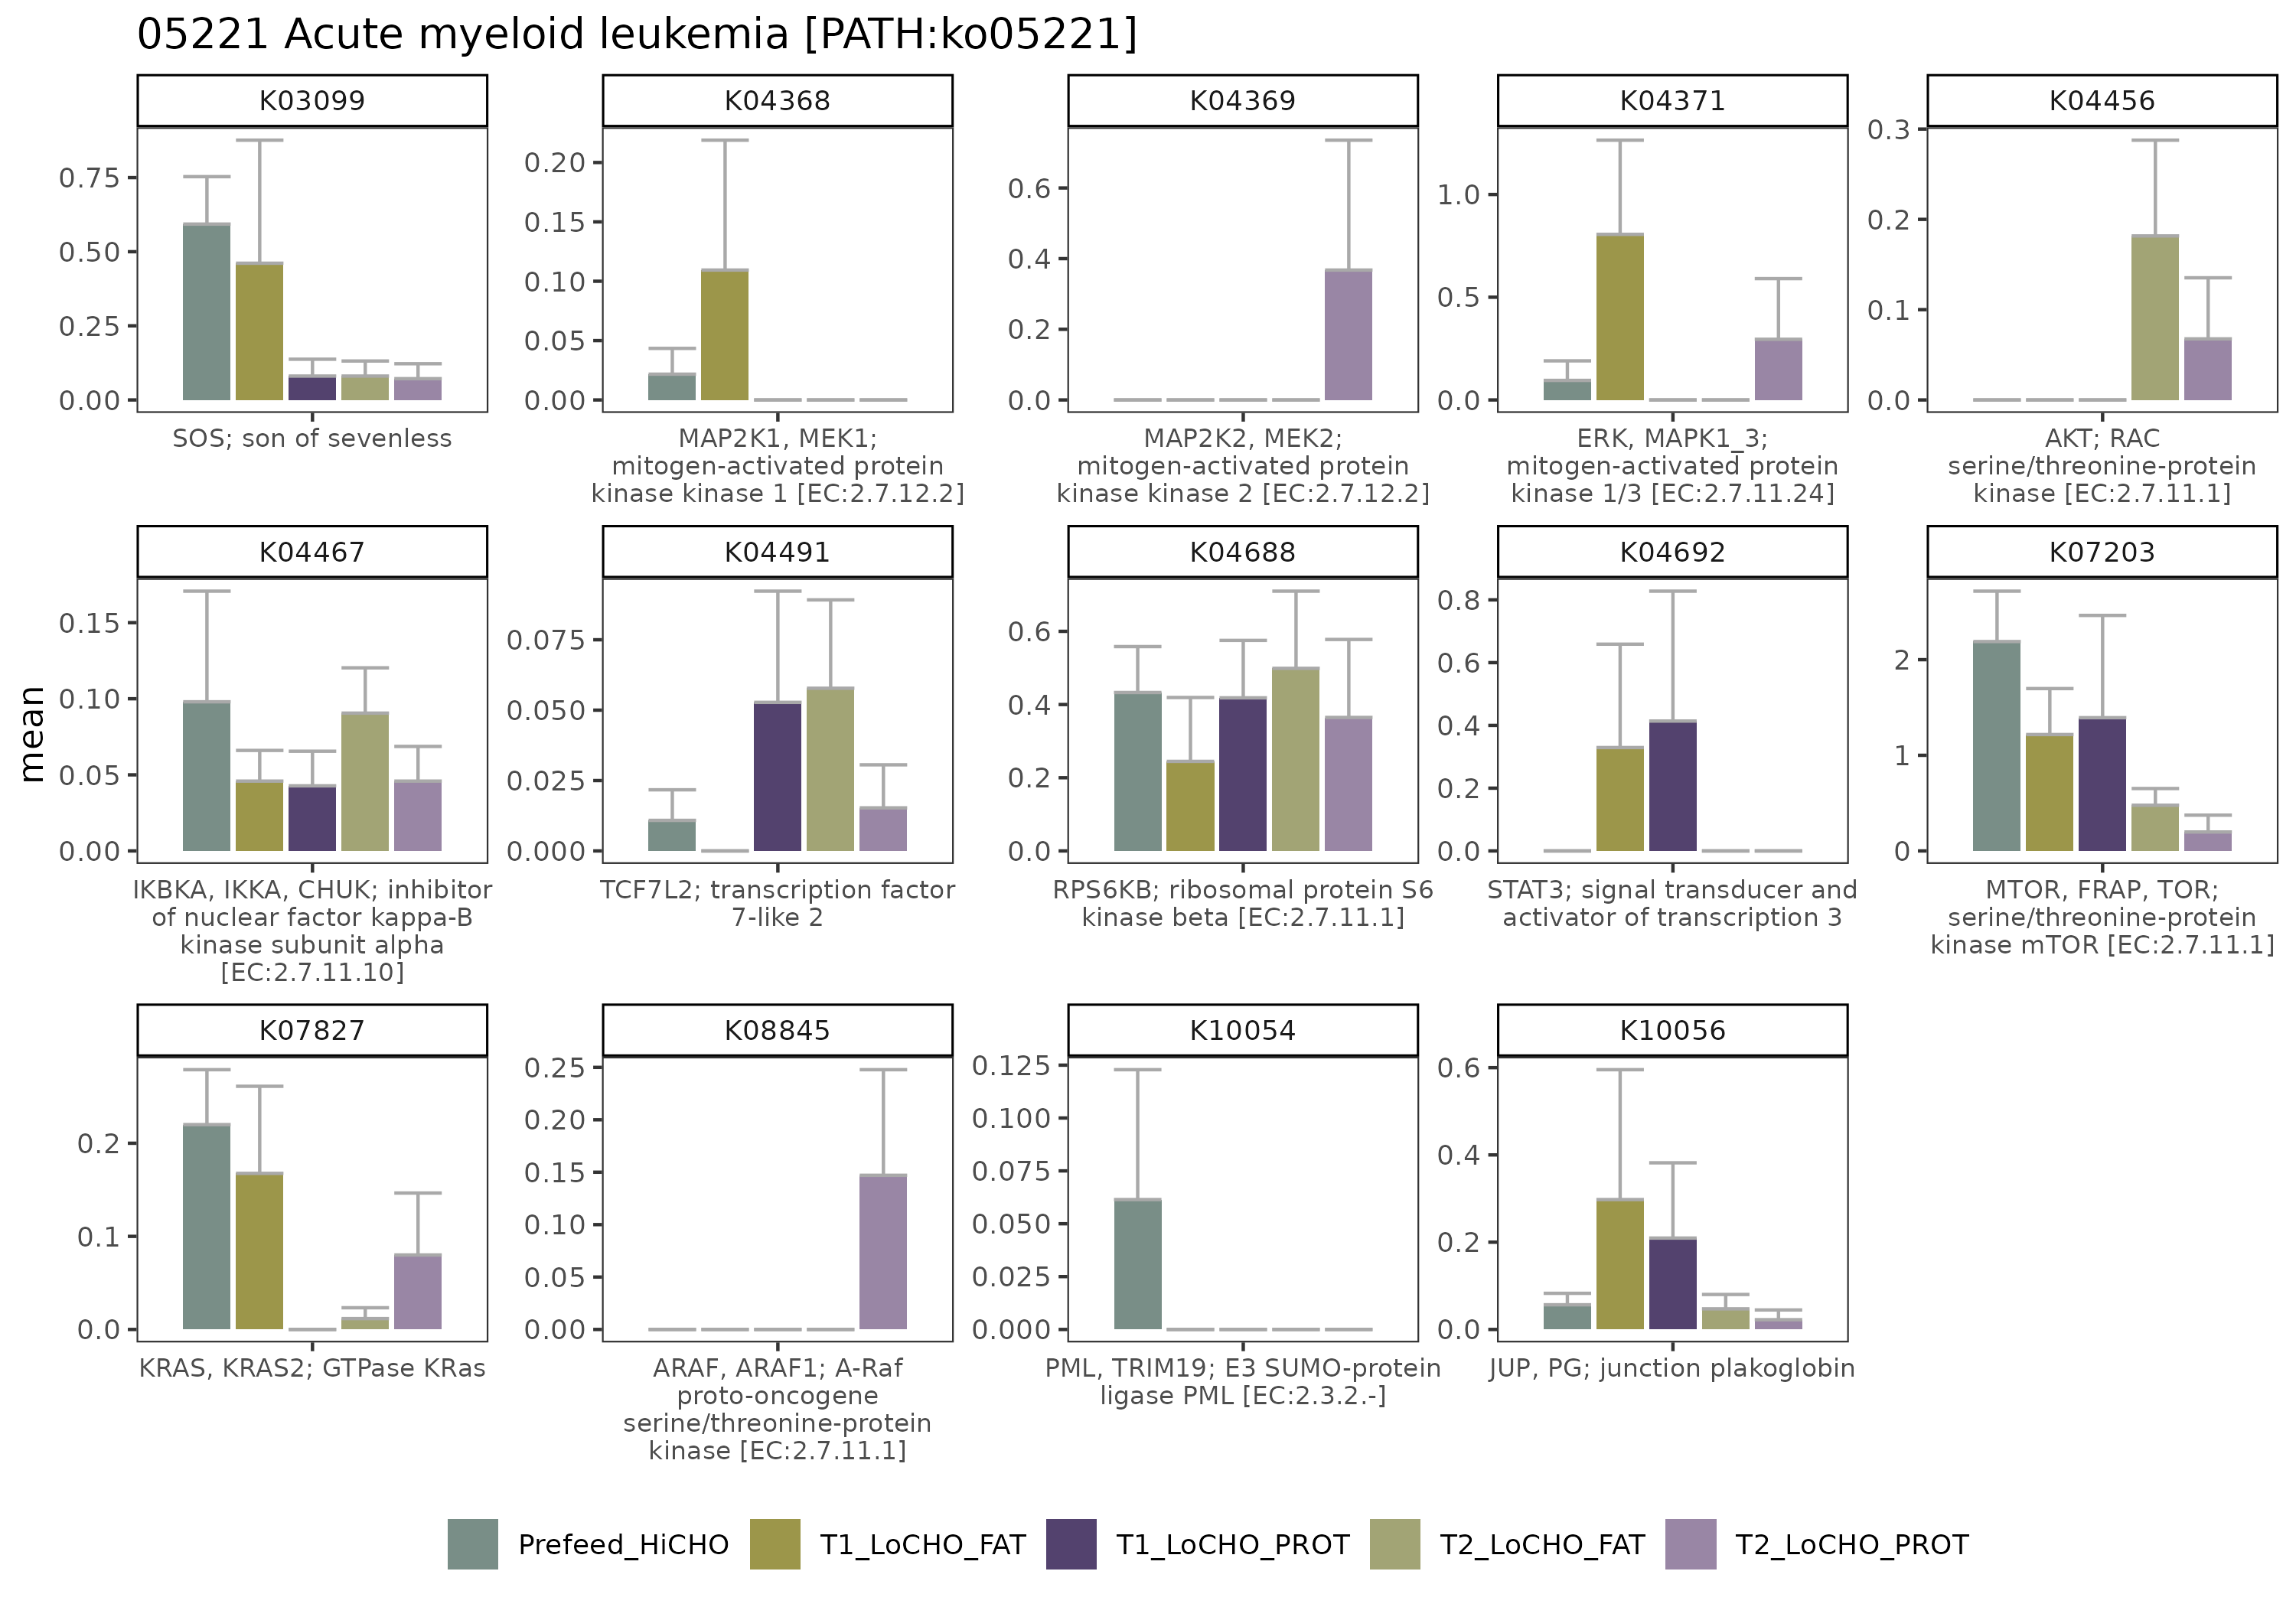 05221 Acute myeloid leukemia [PATH:ko05221]
K03099
K04368
K04369
K04371
K04456
0.75
0.50
0.25
0.00
0.20
0.15
0.10
0.05
0.00
0.6
0.4
0.2
0.0
1.0
0.5
0.0
0.3
0.2
0.1
0.0
SOS; son of sevenless
MAP2K1, MEK1;
mitogen-activated protein
kinase kinase 1 [EC:2.7.12.2]
MAP2K2, MEK2;
mitogen-activated protein
kinase kinase 2 [EC:2.7.12.2]
ERK, MAPK1_3;
mitogen-activated protein
kinase 1/3 [EC:2.7.11.24]
AKT; RAC
serine/threonine-protein
kinase [EC:2.7.11.1]
mean
K04467
K04491
K04688
K04692
K07203
0.15
0.10
0.05
0.00
0.075
0.050
0.025
0.000
0.6
0.4
0.2
0.0
0.8
0.6
0.4
0.2
0.0
2
1
0
IKBKA, IKKA, CHUK; inhibitor
of nuclear factor kappa-B
kinase subunit alpha
[EC:2.7.11.10]
TCF7L2; transcription factor
7-like 2
RPS6KB; ribosomal protein S6
kinase beta [EC:2.7.11.1]
STAT3; signal transducer and
activator of transcription 3
MTOR, FRAP, TOR;
serine/threonine-protein
kinase mTOR [EC:2.7.11.1]
K07827
K08845
K10054
K10056
0.2
0.1
0.0
0.25
0.20
0.15
0.10
0.05
0.00
0.125
0.100
0.075
0.050
0.025
0.000
0.6
0.4
0.2
0.0
KRAS, KRAS2; GTPase KRas
ARAF, ARAF1; A-Raf
proto-oncogene
serine/threonine-protein
kinase [EC:2.7.11.1]
PML, TRIM19; E3 SUMO-protein
ligase PML [EC:2.3.2.-]
JUP, PG; junction plakoglobin
Prefeed_HiCHO
T1_LoCHO_FAT
T1_LoCHO_PROT
T2_LoCHO_FAT
T2_LoCHO_PROT